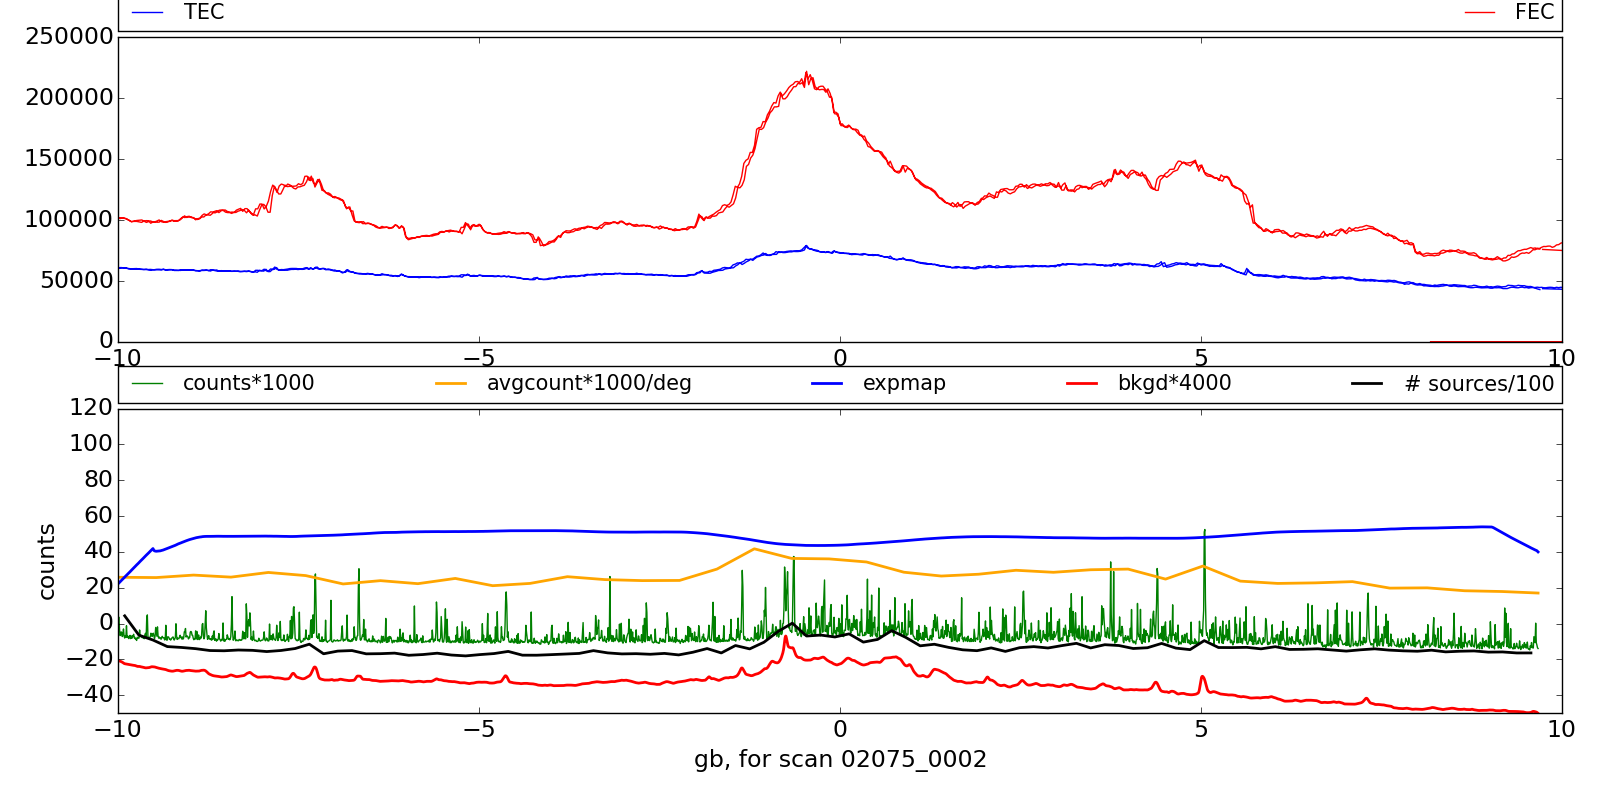 TEC FEC
250000
200000
150000
100000
50000
0
−10 −5 0 5 10
counts*1000 avgcount*1000/deg expmap bkgd*4000 # sources/100
120
100
80
60
40
20
0
−20
−40
counts
−10 −5 0 5 10
gb, for scan 02075_0002